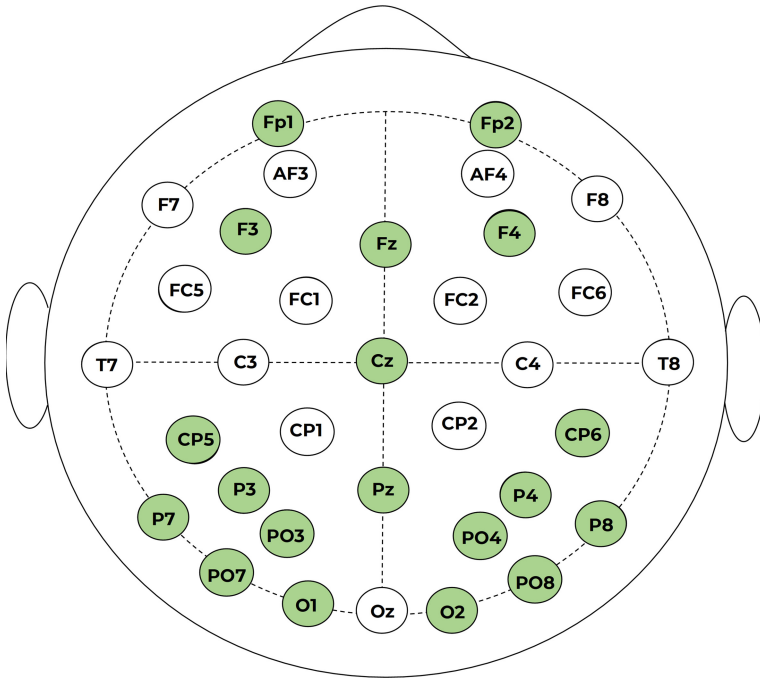 Fp1 Fp2
AF3 AF4
F7 F8
F3 Fz F4
FC5 FC1 FC2 FC6
T7 C3 Cz C4 T8
CP5 CP1 CP2 CP6
P3 Pz P4
P7 P8
PO3 PO4
PO7 PO8
O1 Oz O2